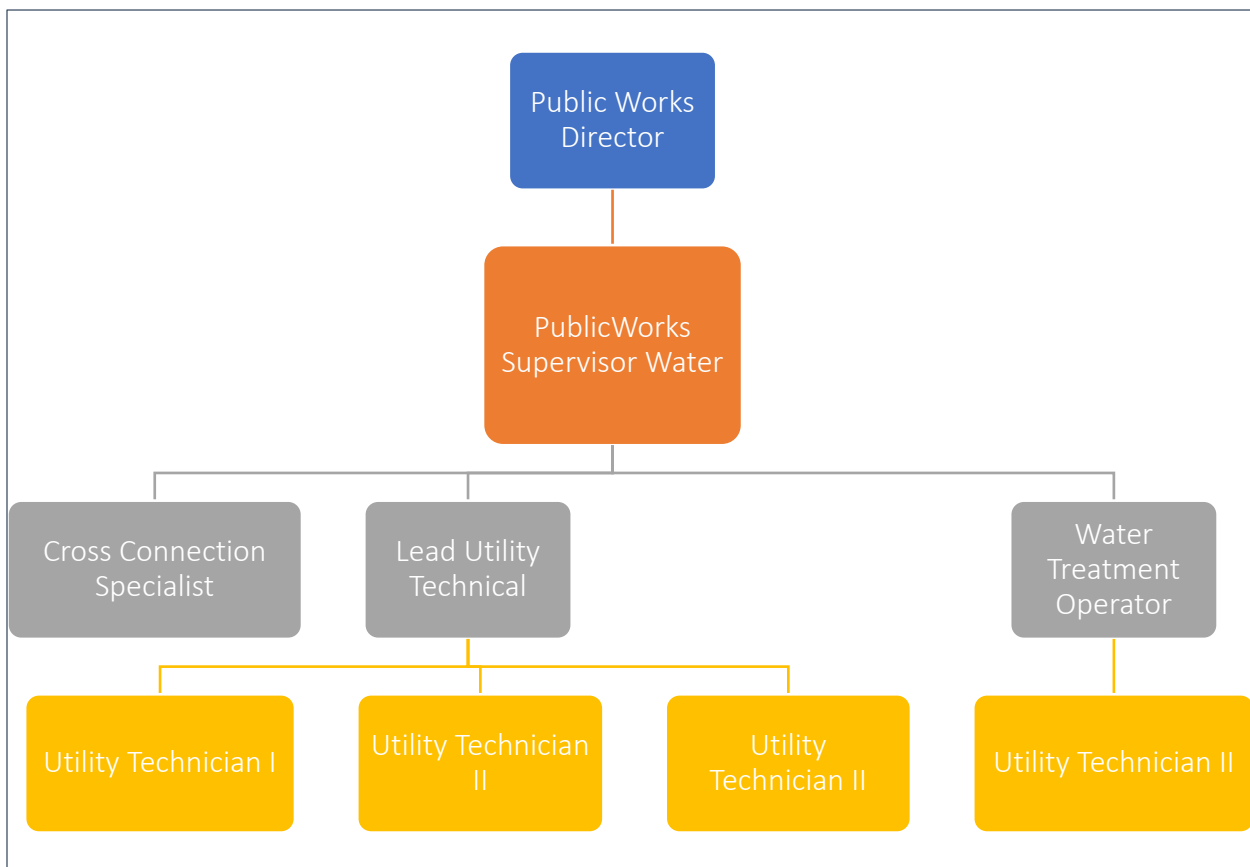 Public Works
Director
PublicWorks
Supervisor Water
Cross Connection
Specialist
Lead Utility
Technical
Water
Treatment
Operator
Utility Technician I
Utility Technician
II
Utility
Technician II
Utility Technician II